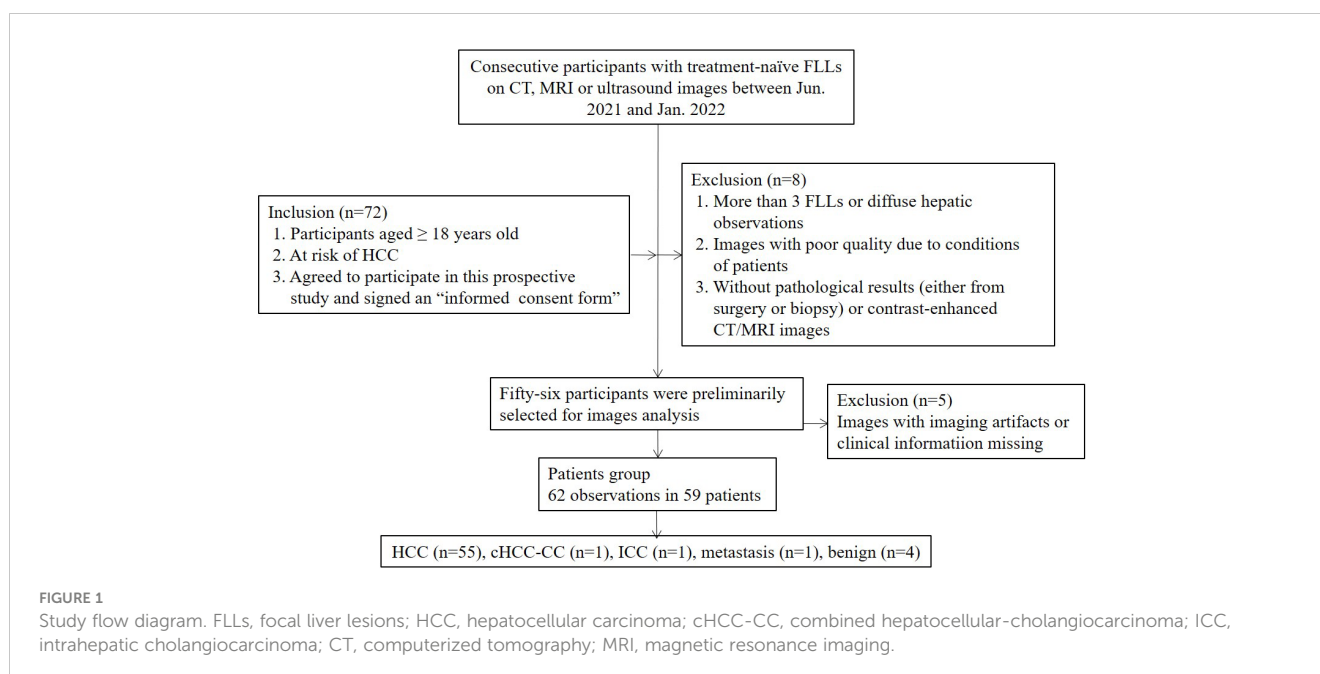 Consecutive participants with treatment-naïve FLLs
on CT, MRI or ultrasound images between Jun.
2021 and Jan. 2022
Inclusion (n=72)
1. Participants aged ≥ 18 years old
2. At risk of HCC
3. Agreed to participate in this prospective
study and signed an “informed consent form”
Exclusion (n=8)
1. More than 3 FLLs or diffuse hepatic
observations
2. Images with poor quality due to conditions
of patients
3. Without pathological results (either from
surgery or biopsy) or contrast-enhanced
CT/MRI images
Fifty-six participants were preliminarily
selected for images analysis
Exclusion (n=5)
Images with imaging artifacts or
clinical informatiion missing
Patients group
62 observations in 59 patients
HCC (n=55), cHCC-CC (n=1), ICC (n=1), metastasis (n=1), benign (n=4)
FIGURE 1
Study flow diagram. FLLs, focal liver lesions; HCC, hepatocellular carcinoma; cHCC-CC, combined hepatocellular-cholangiocarcinoma; ICC,
intrahepatic cholangiocarcinoma; CT, computerized tomography; MRI, magnetic resonance imaging.